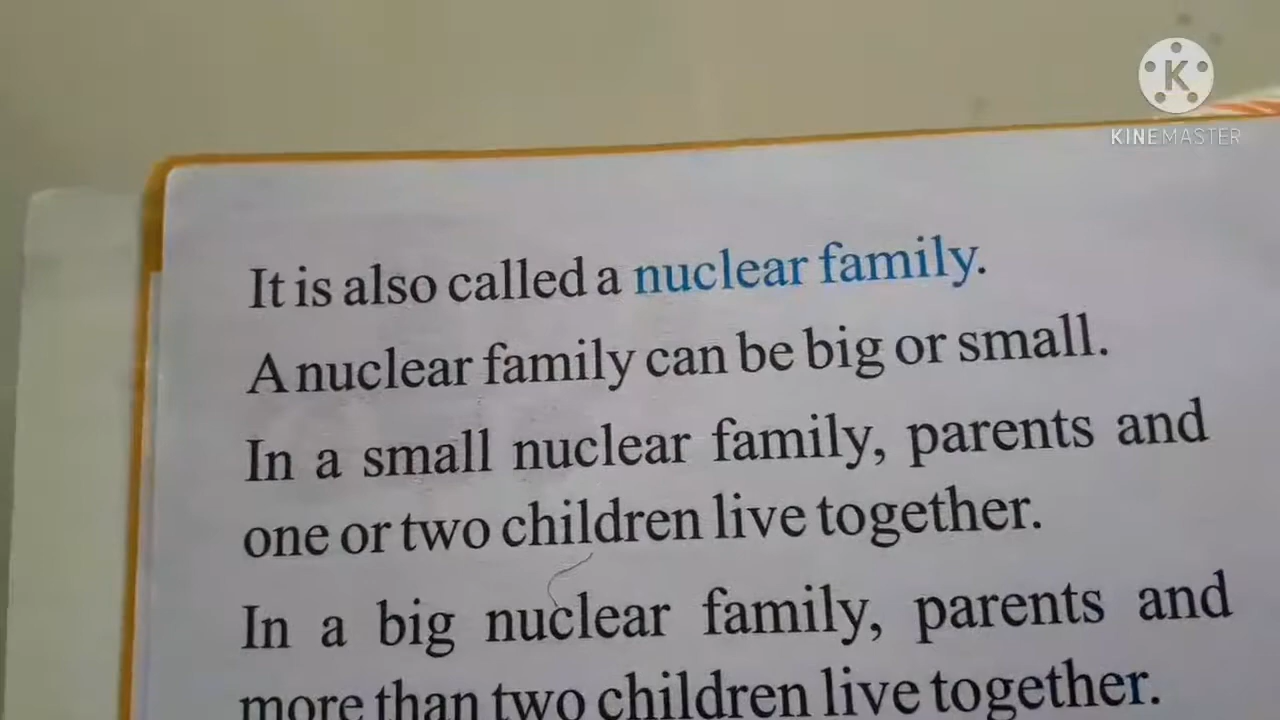 K
KINEMASTER
It is also called a nuclear family.
A nuclear family can be big or small.
In a small nuclear family, parents and
one or two children live together.
In a big nuclear family, parents and
more than two children live together.